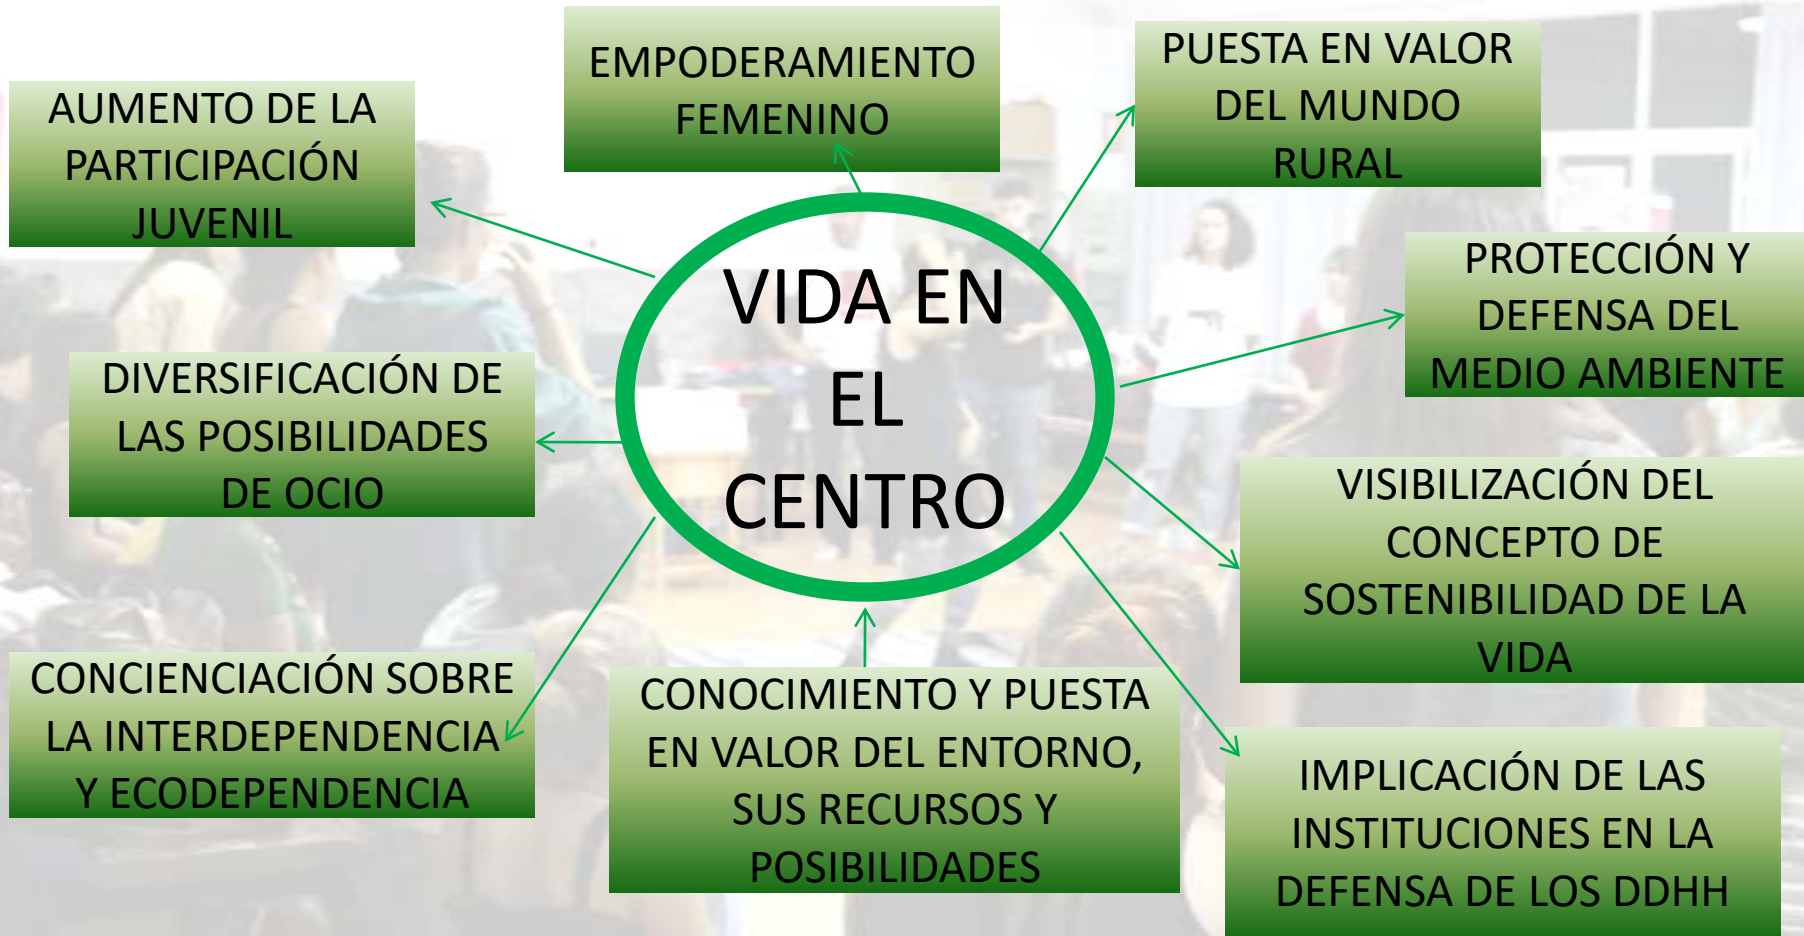 EMPODERAMIENTO
FEMENINO
PUESTA EN VALOR
DEL MUNDO
RURAL
AUMENTO DE LA
PARTICIPACIÓN
JUVENIL
PROTECCIÓN Y
DEFENSA DEL
MEDIO AMBIENTE
VIDA EN
EL
CENTRO
DIVERSIFICACIÓN DE
LAS POSIBILIDADES
DE OCIO
VISIBILIZACIÓN DEL
CONCEPTO DE
SOSTENIBILIDAD DE LA
VIDA
CONCIENCIACIÓN SOBRE
LA INTERDEPENDENCIA
Y ECODEPENDENCIA
CONOCIMIENTO Y PUESTA
EN VALOR DEL ENTORNO,
SUS RECURSOS Y
POSIBILIDADES
IMPLICACIÓN DE LAS
INSTITUCIONES EN LA
DEFENSA DE LOS DDHH